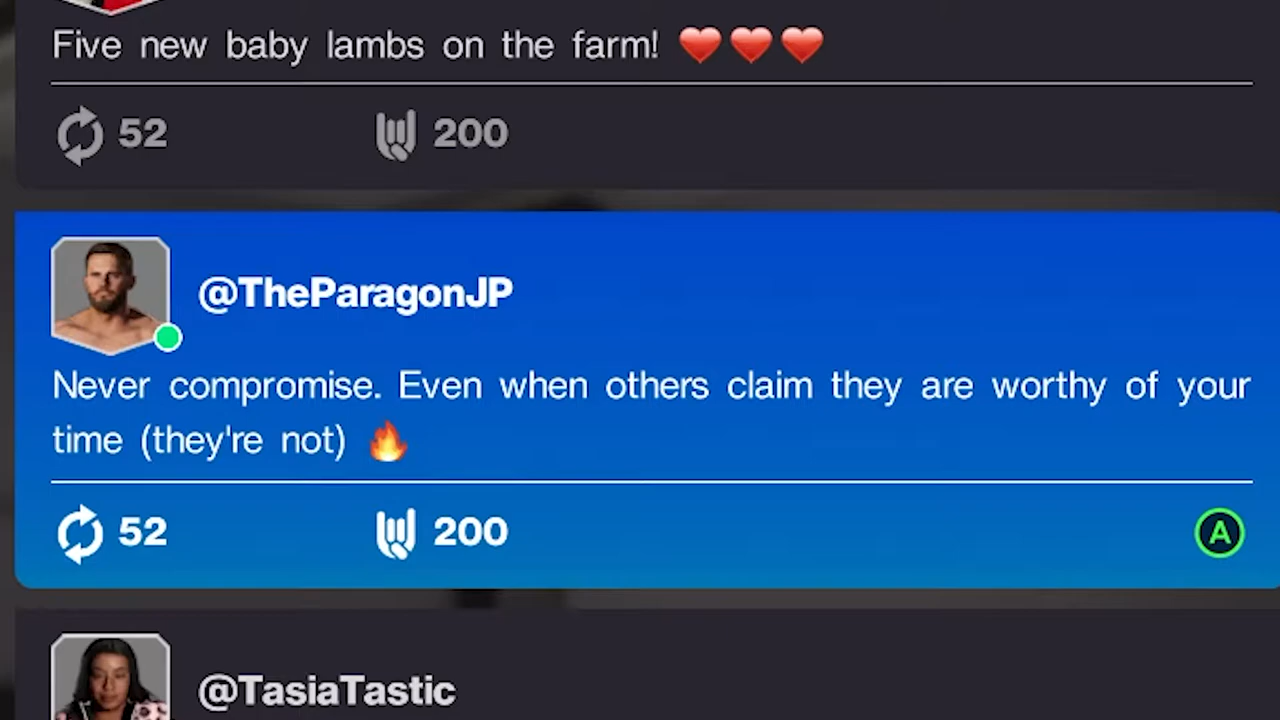 Five new baby lambs on the farm! ❤️❤️❤️
52 200
@TheParagonJP
Never compromise. Even when others claim they are worthy of your
time (they're not) 🔥
52 200 A
@TasiaTastic